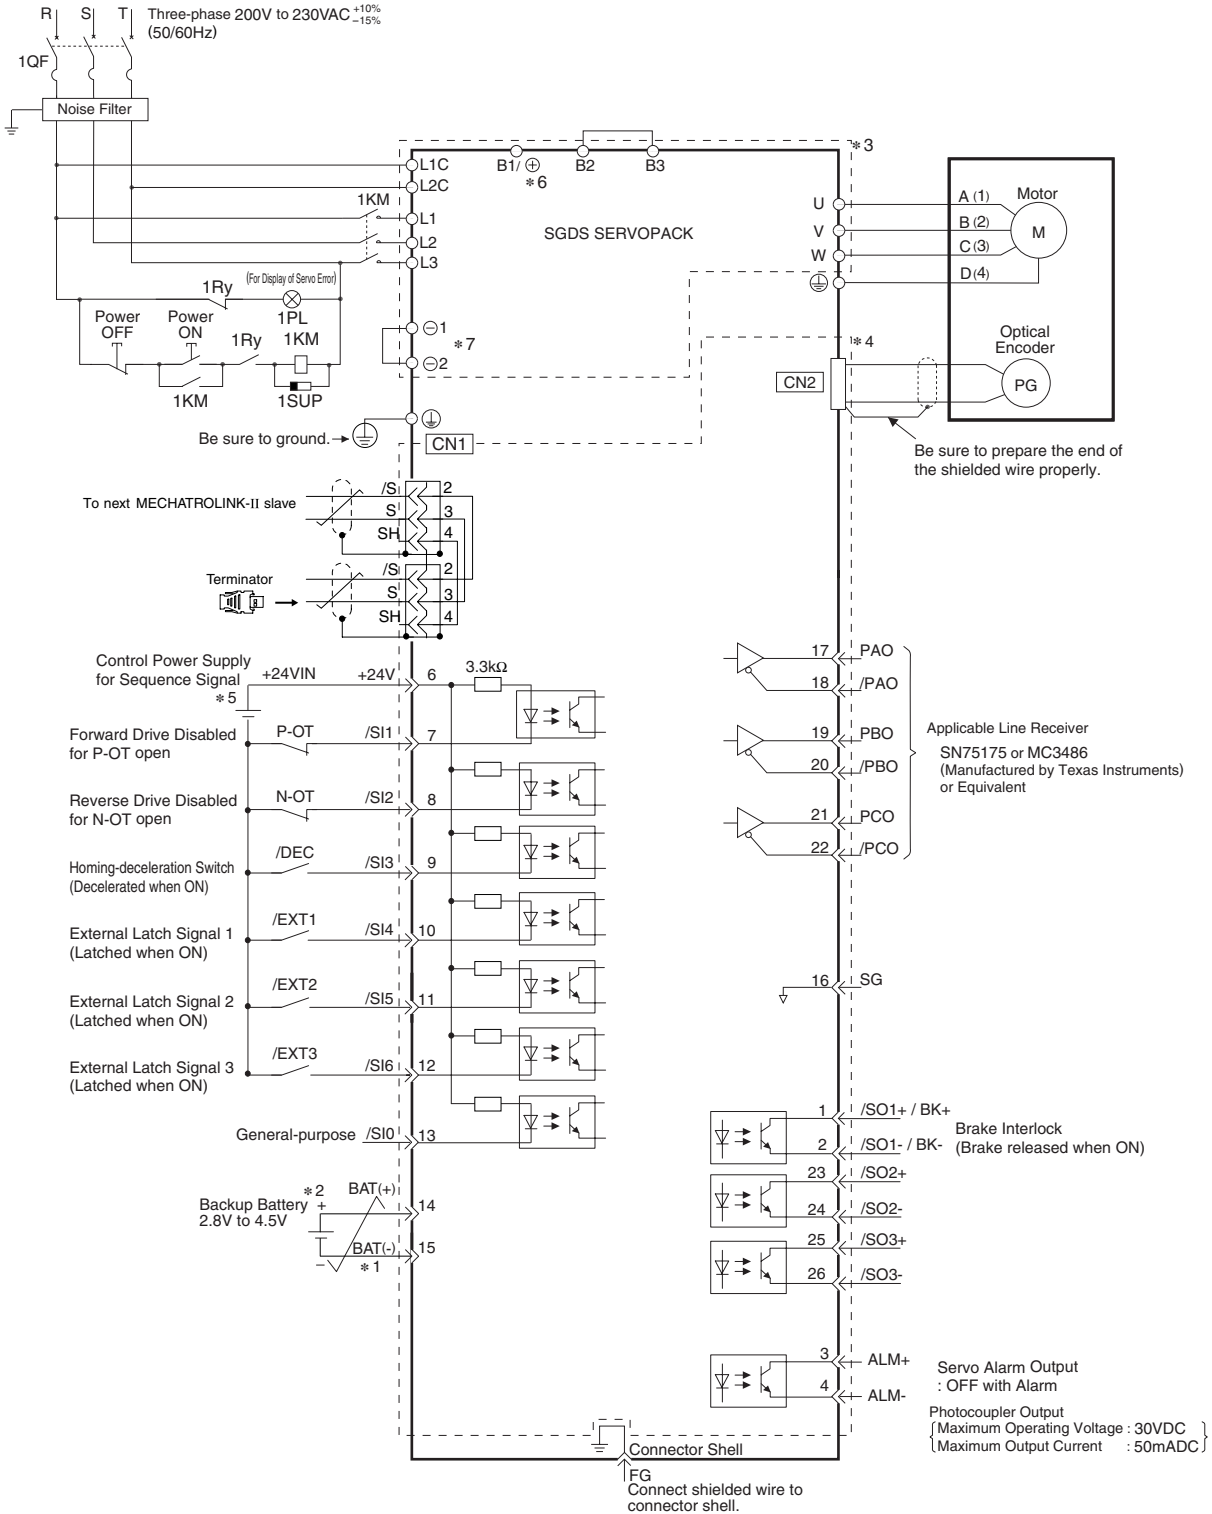 R S T Three-phase 200V to 230VAC +10% −15%
(50/60Hz)
1QF
Noise Filter
B1/⊕ B2 B3 *3
*6
L1C
L2C
1KM
L1
L2
L3
SGDS SERVOPACK
U
V
W
A (1)
B (2)
C (3)
D (4)
Motor
M
(For Display of Servo Error)
1Ry
1PL
Power
OFF
Power
ON
1Ry
1KM
1KM
1SUP
⊖1
*7
⊖2
*4
Optical
Encoder
CN2
PG
Be sure to ground.
CN1
Be sure to prepare the end of
the shielded wire properly.
To next MECHATROLINK-II slave
/S 2
S 3
SH 4
Terminator
/S 2
S 3
SH 4
Control Power Supply
for Sequence Signal
*5
+24VIN +24V 6 3.3kΩ
Forward Drive Disabled
for P-OT open
P-OT /SI1 7
Reverse Drive Disabled
for N-OT open
N-OT /SI2 8
Homing-deceleration Switch
(Decelerated when ON)
/DEC /SI3 9
External Latch Signal 1
(Latched when ON)
/EXT1 /SI4 10
External Latch Signal 2
(Latched when ON)
/EXT2 /SI5 11
External Latch Signal 3
(Latched when ON)
/EXT3 /SI6 12
General-purpose /SI0 13
*2
Backup Battery
2.8V to 4.5V
+
BAT(+) 14
−
BAT(-) 15
*1
17 PAO
18 /PAO
19 PBO
20 /PBO
21 PCO
22 /PCO
Applicable Line Receiver
SN75175 or MC3486
(Manufactured by Texas Instruments)
or Equivalent
16 SG
1 /SO1+ / BK+
2 /SO1- / BK-
Brake Interlock
(Brake released when ON)
23 /SO2+
24 /SO2-
25 /SO3+
26 /SO3-
3 ALM+
4 ALM-
Servo Alarm Output
: OFF with Alarm
Photocoupler Output
Maximum Operating Voltage : 30VDC
Maximum Output Current : 50mADC
Connector Shell
FG
Connect shielded wire to
connector shell.